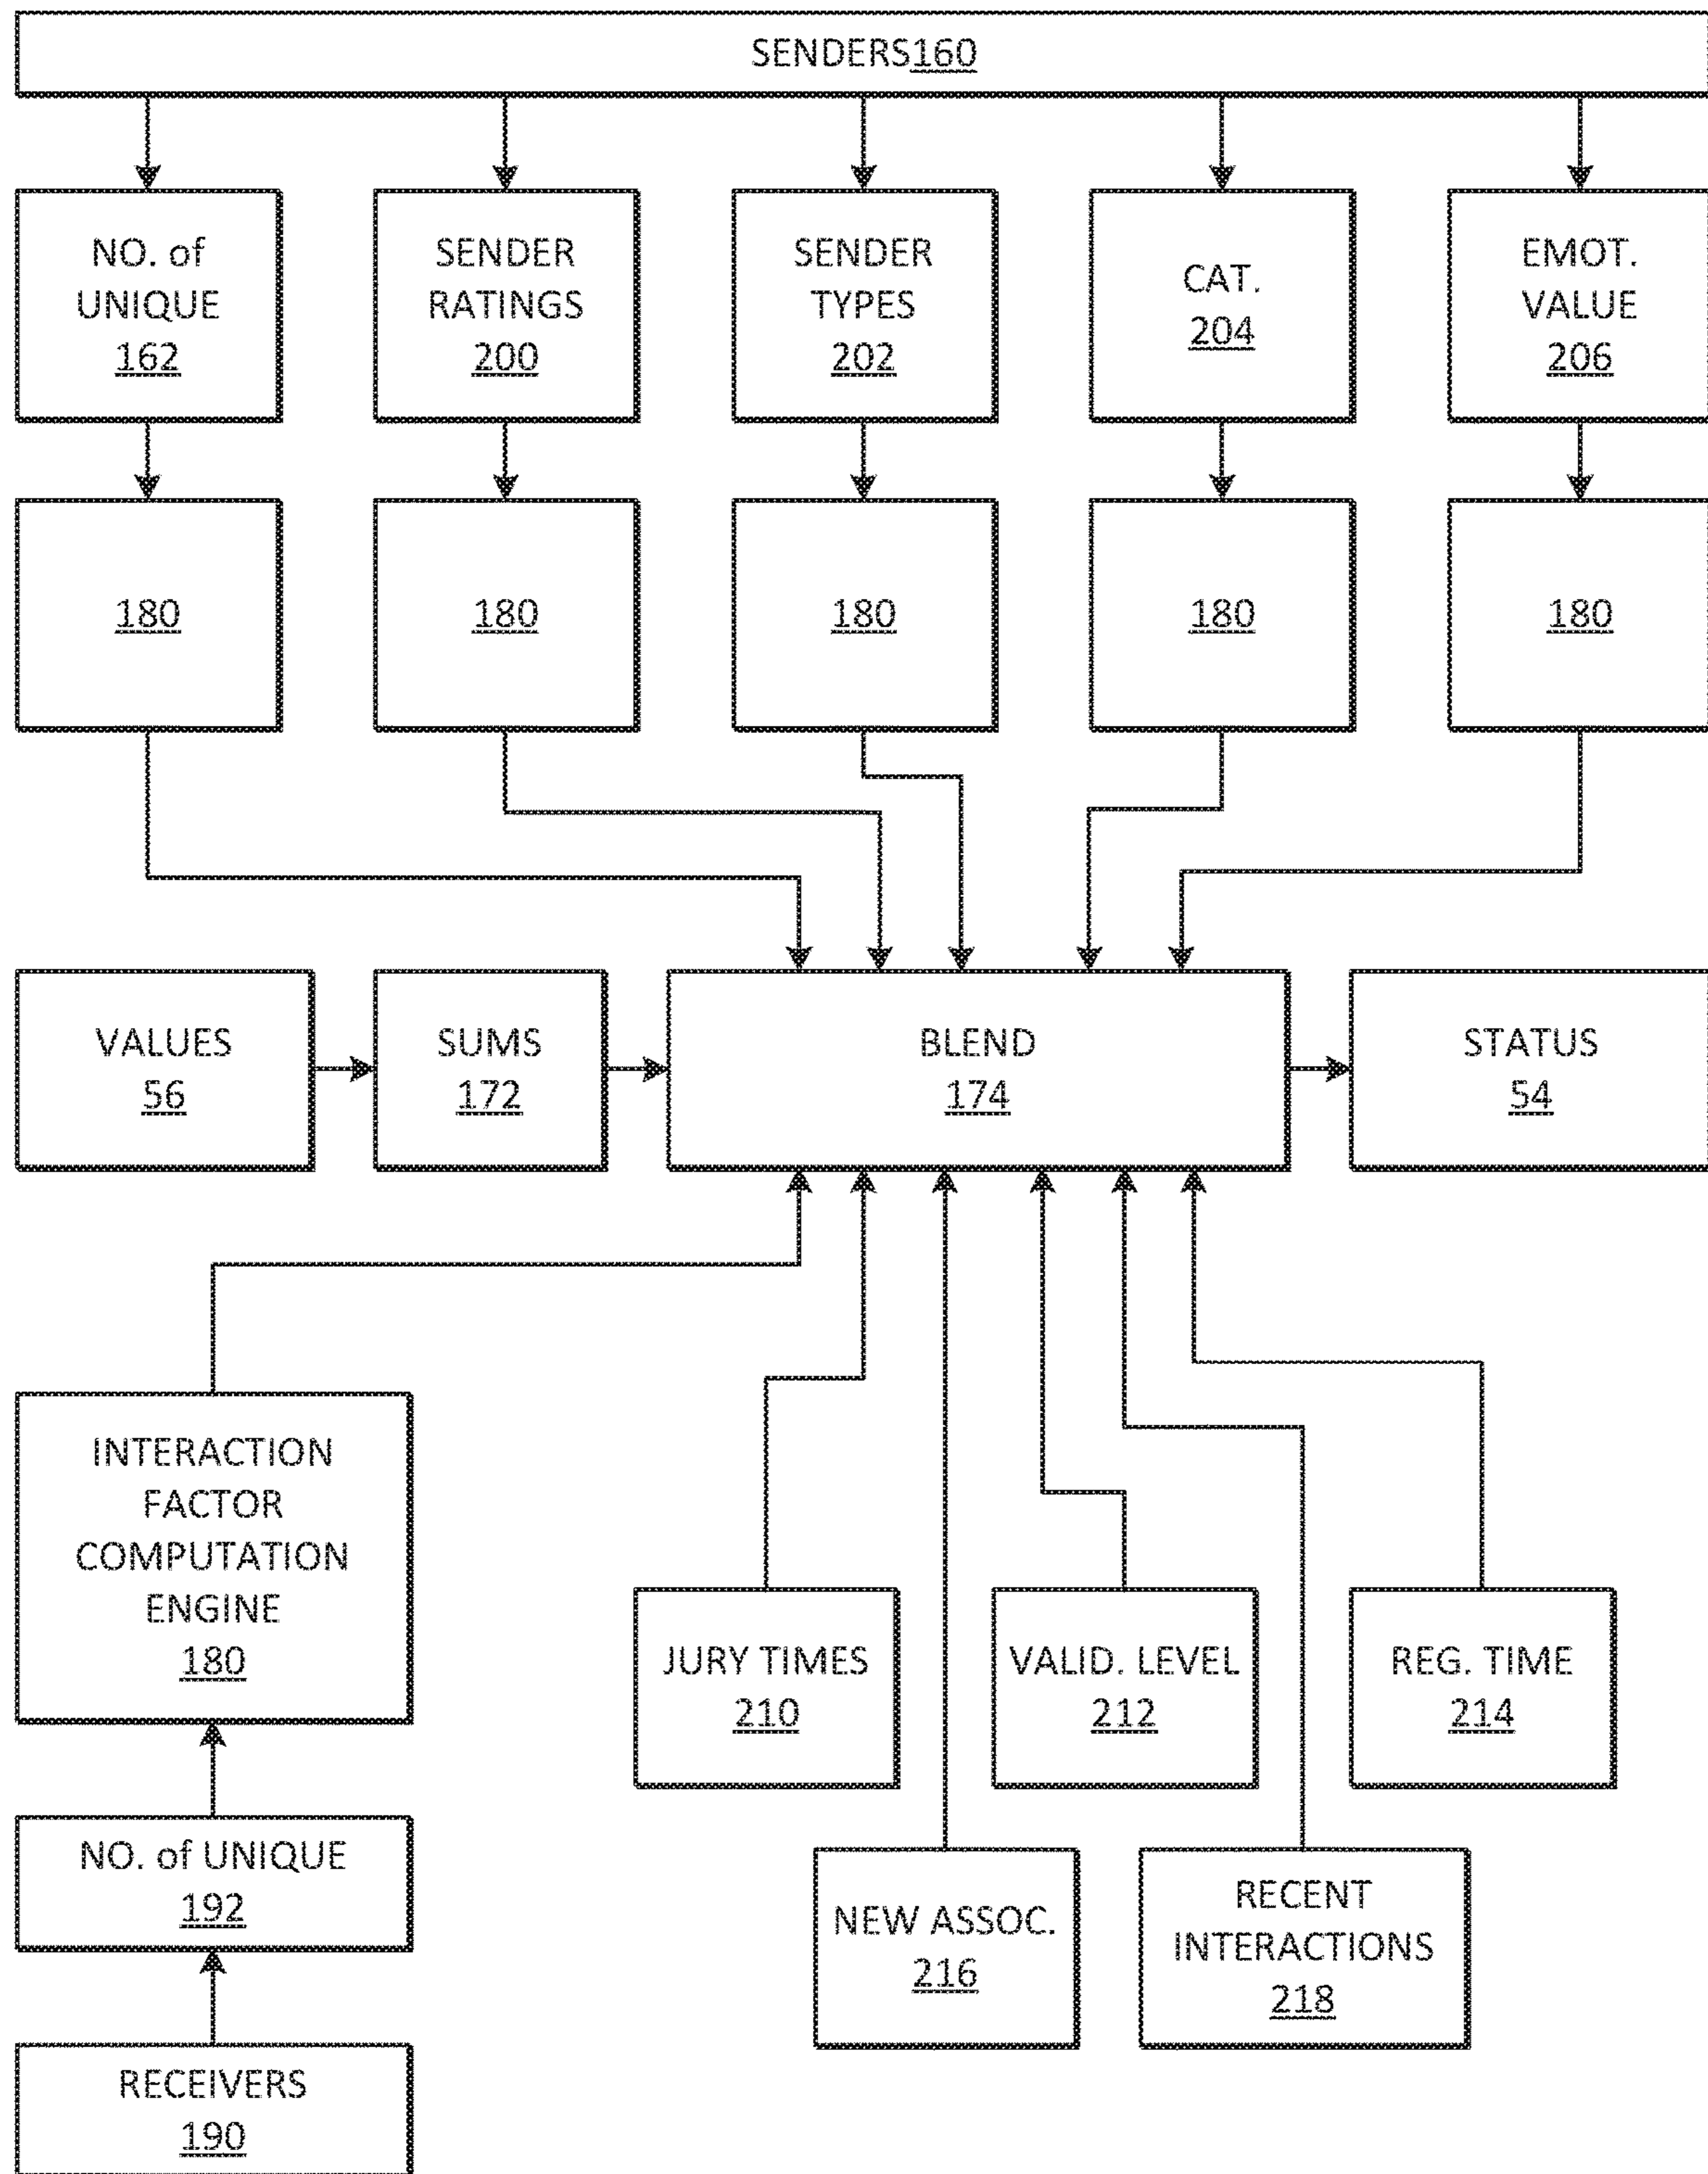 SENDERS160
NO. of
UNIQUE
162
SENDER
RATINGS
200
SENDER
TYPES
202
CAT.
204
EMOT.
VALUE
206
180
180
180
180
180
VALUES
56
SUMS
172
BLEND
174
STATUS
54
INTERACTION
FACTOR
COMPUTATION
ENGINE
180
JURY TIMES
210
VALID. LEVEL
212
REG. TIME
214
NO. of UNIQUE
192
NEW ASSOC.
216
RECENT
INTERACTIONS
218
RECEIVERS
190